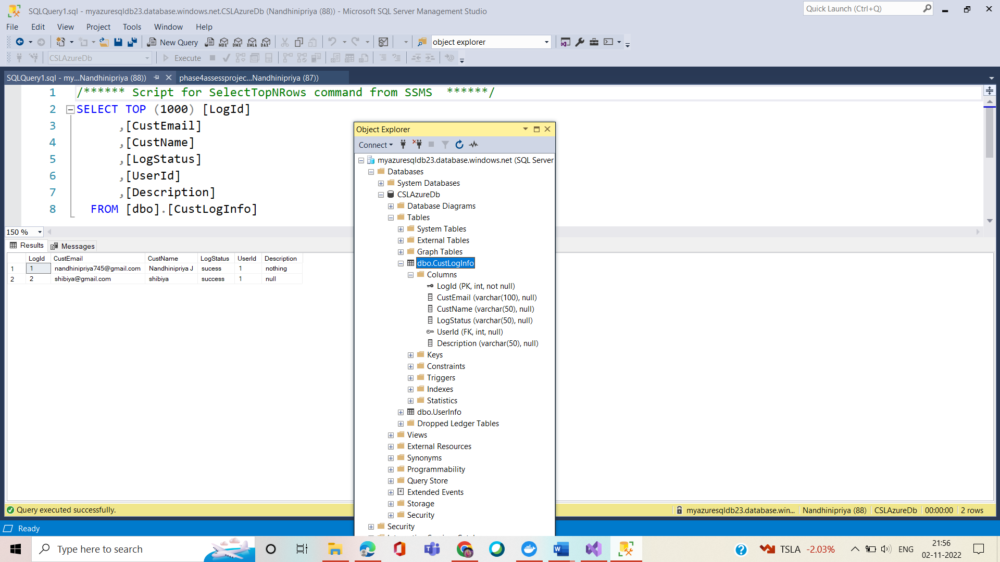 SQLQuery1.sql - myazuresqldb23.database.windows.net.CSLAzureDb (Nandhinipriya (88)) - Microsoft SQL Server Management Studio
Quick Launch (Ctrl+Q)
File Edit View Project Tools Window Help
New Query
MDX DMX XMLA DAX
object explorer
CSLAzureDb
Execute
SQLQuery1.sql - my...Nandhinipriya (88))
phase4assessprojec...Nandhinipriya (87))
1 /****** Script for SelectTopNRows command from SSMS ******/
2 SELECT TOP (1000) [LogId]
3 ,[CustEmail]
4 ,[CustName]
5 ,[LogStatus]
6 ,[UserId]
7 ,[Description]
8 FROM [dbo].[CustLogInfo]
150 %
Results Messages
LogId CustEmail CustName LogStatus UserId Description
1 1 nandhinipriya745@gmail.com Nandhinipriya J sucess 1 nothing
2 2 shibiya@gmail.com shibiya success 1 null
Object Explorer
Connect
myazuresqldb23.database.windows.net (SQL Server
Databases
System Databases
CSLAzureDb
Database Diagrams
Tables
System Tables
External Tables
Graph Tables
dbo.CustLogInfo
Columns
LogId (PK, int, not null)
CustEmail (varchar(100), null)
CustName (varchar(50), null)
LogStatus (varchar(50), null)
UserId (FK, int, null)
Description (varchar(50), null)
Keys
Constraints
Triggers
Indexes
Statistics
dbo.UserInfo
Dropped Ledger Tables
Views
External Resources
Synonyms
Programmability
Query Store
Extended Events
Storage
Security
Security
Query executed successfully.
myazuresqldb23.database.win... Nandhinipriya (88) CSLAzureDb 00:00:00 2 rows
Ready
Type here to search
TSLA -2.03%
ENG
21:56
02-11-2022